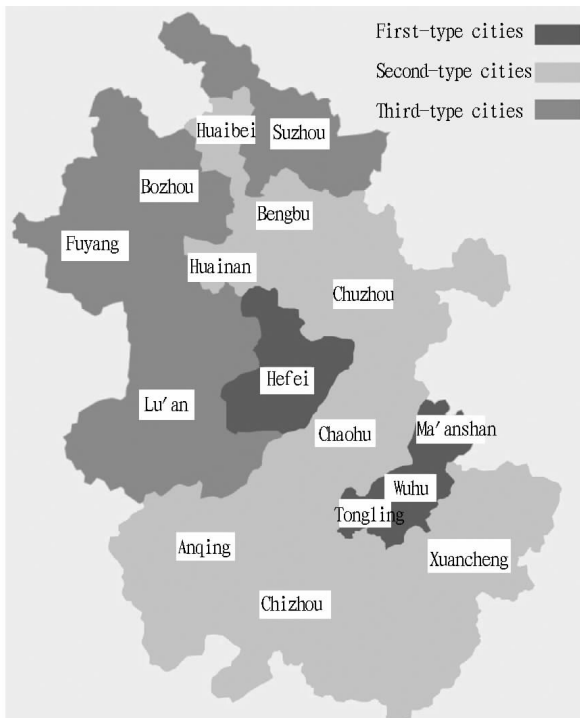 First-type cities
Second-type cities
Third-type cities
Huaibei
Suzhou
Bozhou
Bengbu
Fuyang
Huainan
Chuzhou
Hefei
Lu'an
Chaohu
Ma'anshan
Wuhu
Tongling
Anqing
Xuancheng
Chizhou